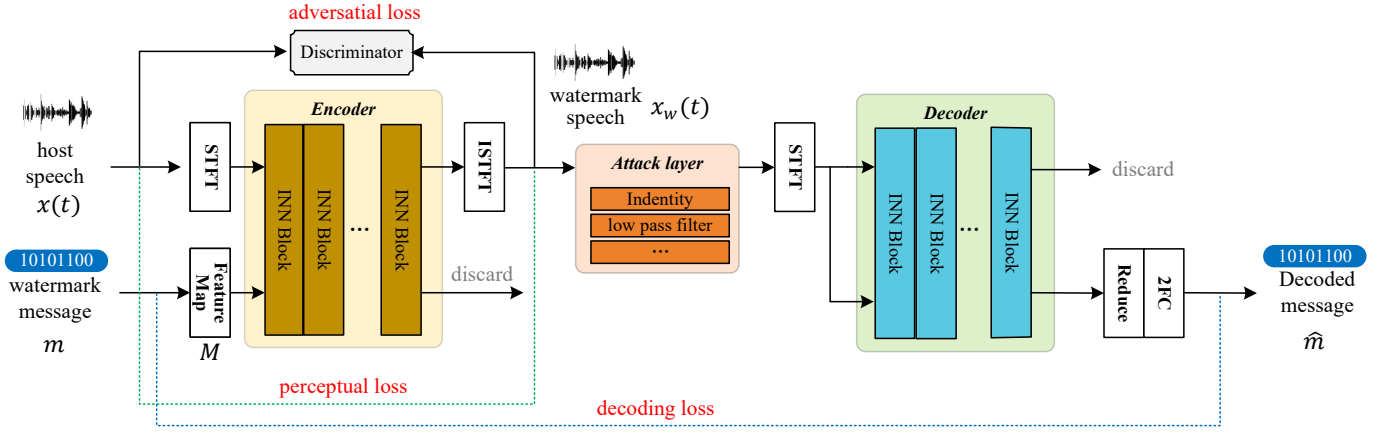 adversatial loss
Discriminator
host
speech
x(t)
10101100
watermark
message
m
STFT
Feature
Map
M
Encoder
INN Block
INN Block
...
INN Block
discard
ISTFT
watermark
speech
x_w(t)
Attack layer
Indentity
low pass filter
...
STFT
Decoder
INN Block
INN Block
...
INN Block
discard
Reduce
2FC
10101100
Decoded
message
m̂
perceptual loss
decoding loss